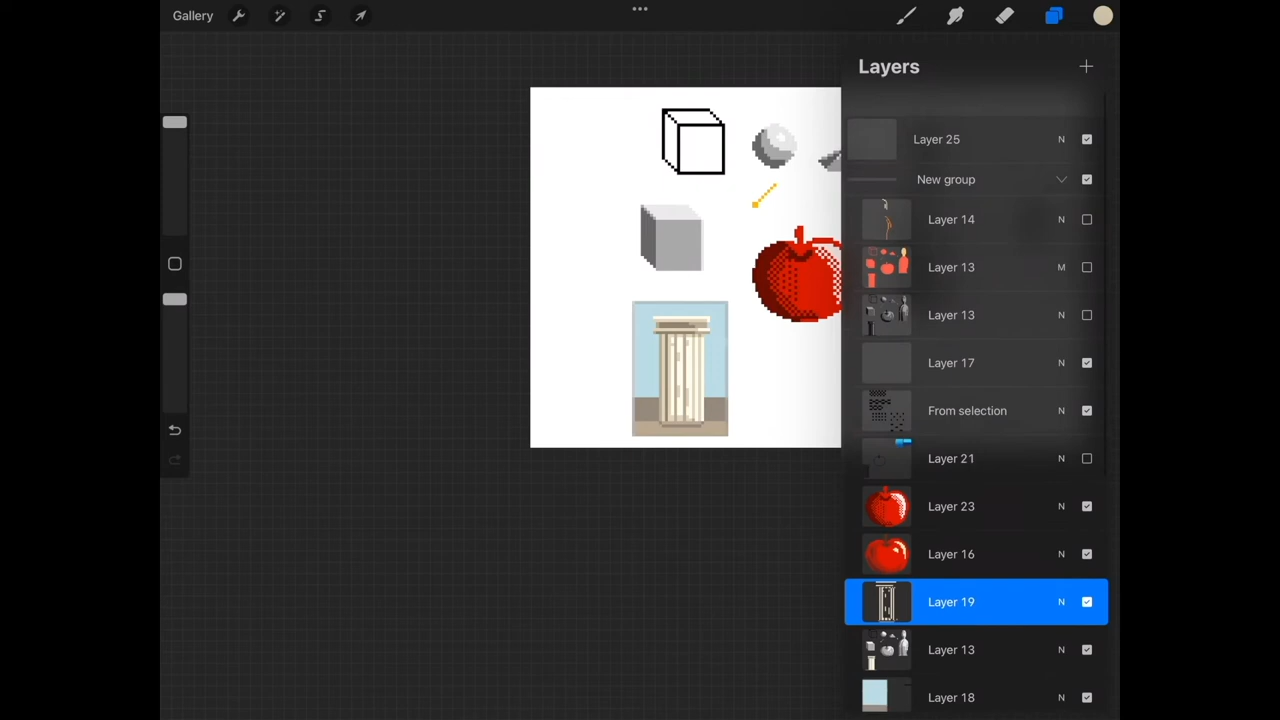 Gallery
Layers
Layer 25 N
New group
Layer 14 N
Layer 13 M
Layer 13 N
Layer 17 N
From selection N
Layer 21 N
Layer 23 N
Layer 16 N
Layer 19 N
Layer 13 N
Layer 18 N